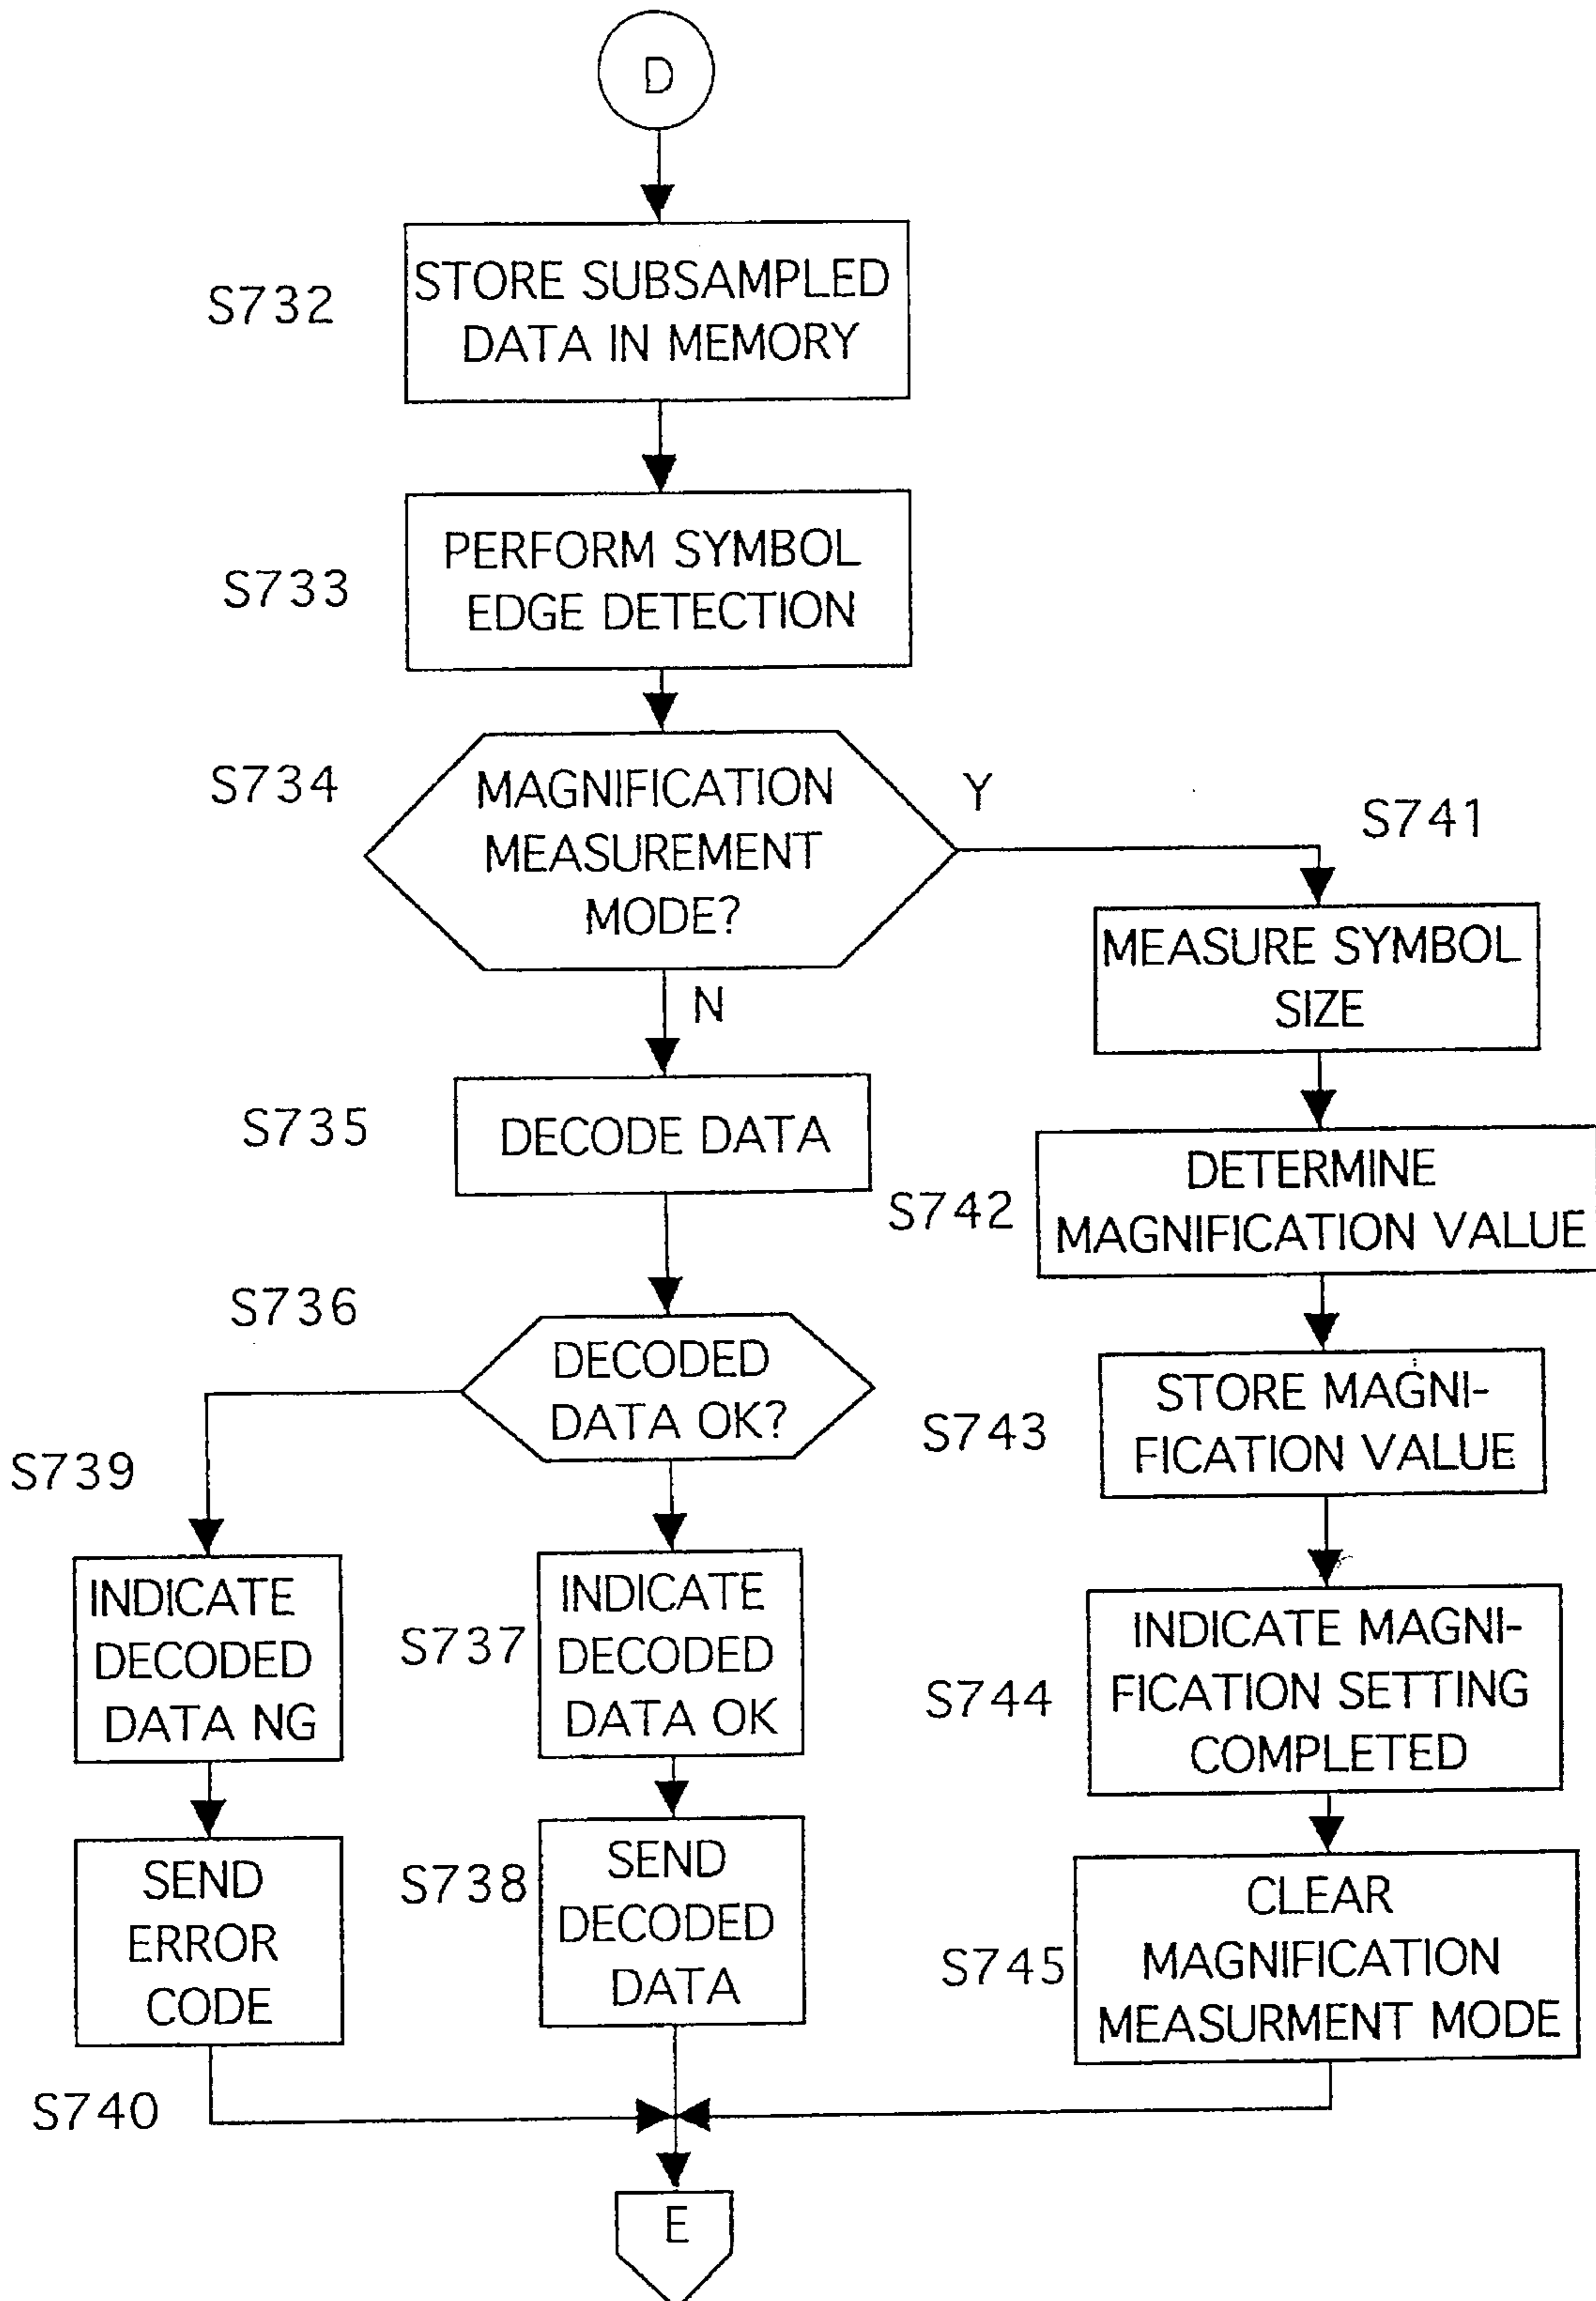 D
S732
STORE SUBSAMPLED
DATA IN MEMORY
S733
PERFORM SYMBOL
EDGE DETECTION
S734
MAGNIFICATION
MEASUREMENT
MODE?
Y
N
S741
MEASURE SYMBOL
SIZE
S735
DECODE DATA
S742
DETERMINE
MAGNIFICATION VALUE
S736
DECODED
DATA OK?
S743
STORE MAGNI-
FICATION VALUE
S739
INDICATE
DECODED
DATA NG
S737
INDICATE
DECODED
DATA OK
S744
INDICATE MAGNI-
FICATION SETTING
COMPLETED
SEND
ERROR
CODE
S740
S738
SEND
DECODED
DATA
S745
CLEAR
MAGNIFICATION
MEASURMENT MODE
E